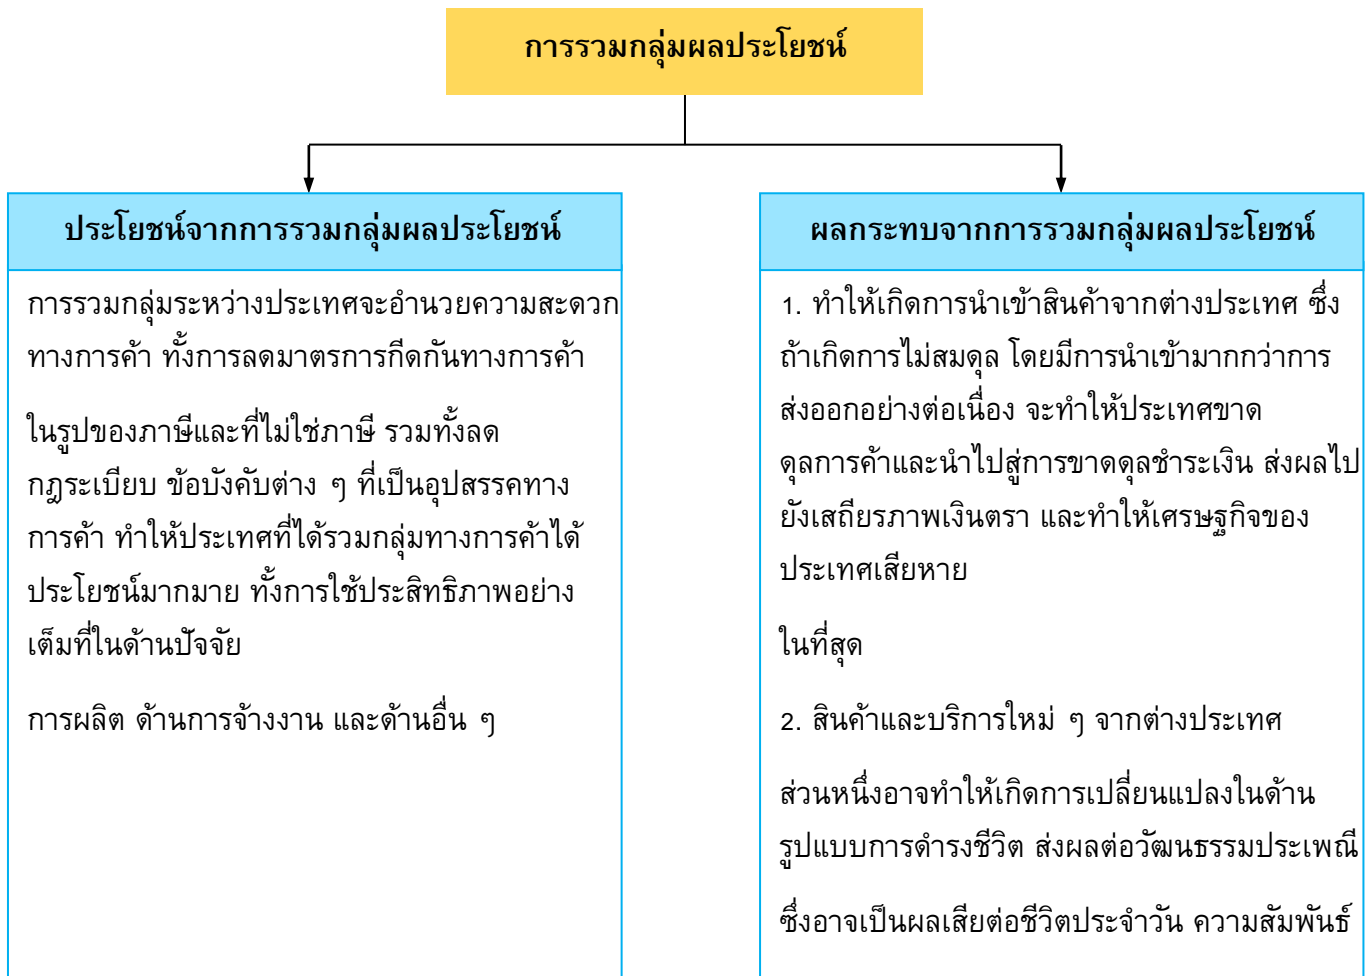 การรวมกลุ่มผลประโยชน์
ประโยชน์จากการรวมกลุ่มผลประโยชน์
การรวมกลุ่มระหว่างประเทศจะอำนวยความสะดวก
ทางการค้า ทั้งการลดมาตรการกีดกันทางการค้า
ในรูปของภาษีและที่ไม่ใช่ภาษี รวมทั้งลด
กฎระเบียบ ข้อบังคับต่าง ๆ ที่เป็นอุปสรรคทาง
การค้า ทำให้ประเทศที่ได้รวมกลุ่มทางการค้าได้
ประโยชน์มากมาย ทั้งการใช้ประสิทธิภาพอย่าง
เต็มที่ในด้านปัจจัย
การผลิต ด้านการจ้างงาน และด้านอื่น ๆ
ผลกระทบจากการรวมกลุ่มผลประโยชน์
1. ทำให้เกิดการนำเข้าสินค้าจากต่างประเทศ ซึ่ง
ถ้าเกิดการไม่สมดุล โดยมีการนำเข้ามากกว่าการ
ส่งออกอย่างต่อเนื่อง จะทำให้ประเทศขาด
ดุลการค้าและนำไปสู่การขาดดุลชำระเงิน ส่งผลไป
ยังเสถียรภาพเงินตรา และทำให้เศรษฐกิจของ
ประเทศเสียหาย
ในที่สุด
2. สินค้าและบริการใหม่ ๆ จากต่างประเทศ
ส่วนหนึ่งอาจทำให้เกิดการเปลี่ยนแปลงในด้าน
รูปแบบการดำรงชีวิต ส่งผลต่อวัฒนธรรมประเพณี
ซึ่งอาจเป็นผลเสียต่อชีวิตประจำวัน ความสัมพันธ์